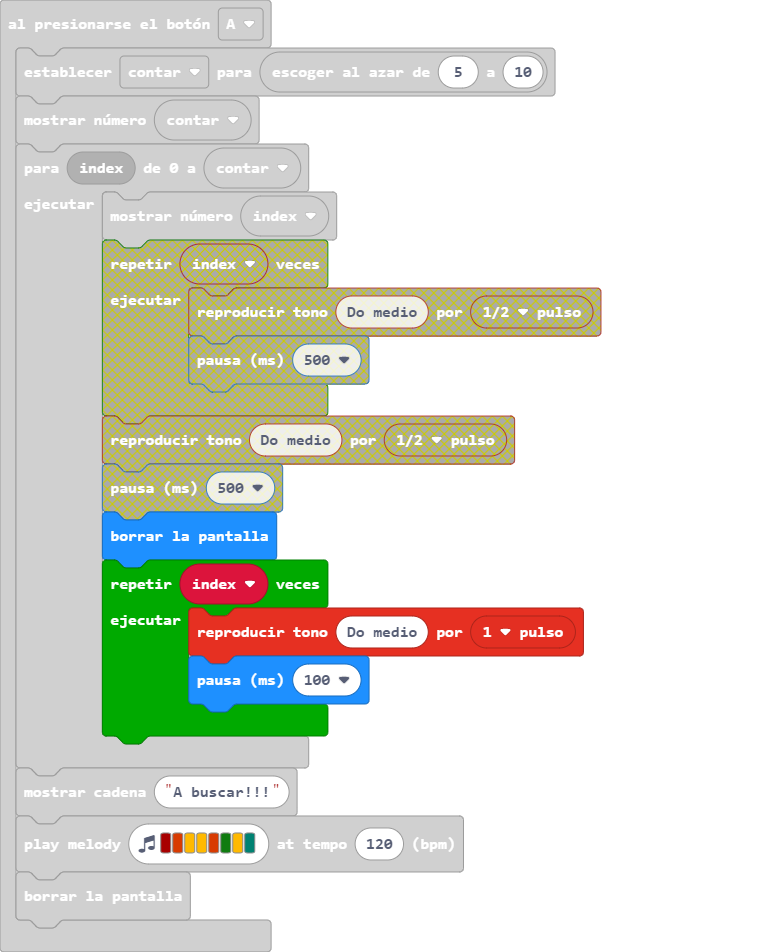 al presionarse el botón A
establecer contar para escoger al azar de 5 a 10
mostrar número contar
para index de 0 a contar
ejecutar
mostrar número index
repetir index veces
ejecutar
reproducir tono Do medio por 1/2 pulso
pausa (ms) 500
reproducir tono Do medio por 1/2 pulso
pausa (ms) 500
borrar la pantalla
repetir index veces
ejecutar
reproducir tono Do medio por 1 pulso
pausa (ms) 100
mostrar cadena "A buscar!!!"
play melody at tempo 120 (bpm)
borrar la pantalla